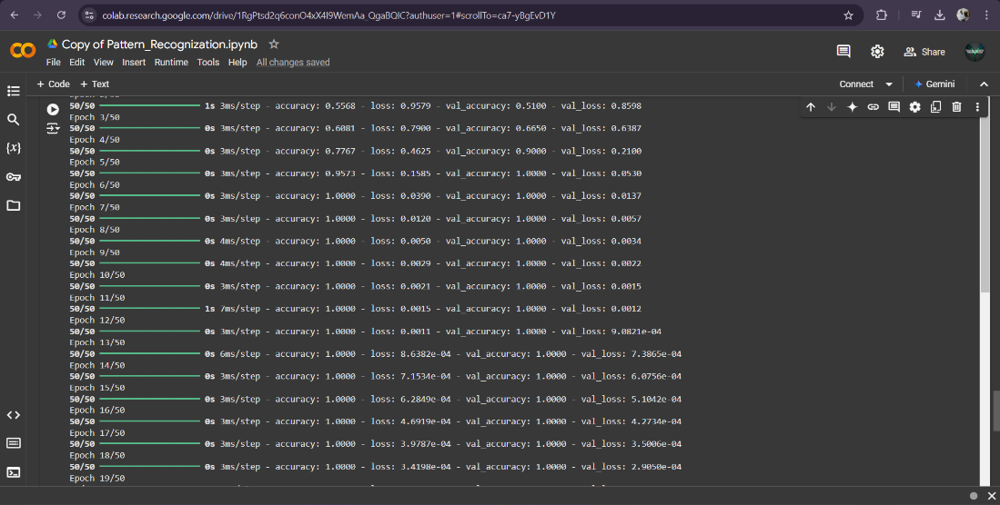 colab.research.google.com/drive/1RgPtsd2q6conO4xX4I9WemAa_QgaBQlC?authuser=1#scrollTo=ca7-yBgEvD1Y
Copy of Pattern_Recognization.ipynb
File Edit View Insert Runtime Tools Help All changes saved
Share
+ Code + Text
Connect
Gemini
50/50 1s 3ms/step - accuracy: 0.5568 - loss: 0.9579 - val_accuracy: 0.5100 - val_loss: 0.8598
Epoch 3/50
50/50 0s 3ms/step - accuracy: 0.6081 - loss: 0.7900 - val_accuracy: 0.6650 - val_loss: 0.6387
Epoch 4/50
50/50 0s 3ms/step - accuracy: 0.7767 - loss: 0.4625 - val_accuracy: 0.9000 - val_loss: 0.2100
Epoch 5/50
50/50 0s 3ms/step - accuracy: 0.9573 - loss: 0.1585 - val_accuracy: 1.0000 - val_loss: 0.0530
Epoch 6/50
50/50 0s 3ms/step - accuracy: 1.0000 - loss: 0.0390 - val_accuracy: 1.0000 - val_loss: 0.0137
Epoch 7/50
50/50 0s 3ms/step - accuracy: 1.0000 - loss: 0.0120 - val_accuracy: 1.0000 - val_loss: 0.0057
Epoch 8/50
50/50 0s 4ms/step - accuracy: 1.0000 - loss: 0.0050 - val_accuracy: 1.0000 - val_loss: 0.0034
Epoch 9/50
50/50 0s 4ms/step - accuracy: 1.0000 - loss: 0.0029 - val_accuracy: 1.0000 - val_loss: 0.0022
Epoch 10/50
50/50 0s 3ms/step - accuracy: 1.0000 - loss: 0.0021 - val_accuracy: 1.0000 - val_loss: 0.0015
Epoch 11/50
50/50 1s 7ms/step - accuracy: 1.0000 - loss: 0.0015 - val_accuracy: 1.0000 - val_loss: 0.0012
Epoch 12/50
50/50 0s 3ms/step - accuracy: 1.0000 - loss: 0.0011 - val_accuracy: 1.0000 - val_loss: 9.0821e-04
Epoch 13/50
50/50 0s 6ms/step - accuracy: 1.0000 - loss: 8.6382e-04 - val_accuracy: 1.0000 - val_loss: 7.3865e-04
Epoch 14/50
50/50 0s 3ms/step - accuracy: 1.0000 - loss: 7.1534e-04 - val_accuracy: 1.0000 - val_loss: 6.0756e-04
Epoch 15/50
50/50 0s 3ms/step - accuracy: 1.0000 - loss: 6.2849e-04 - val_accuracy: 1.0000 - val_loss: 5.1042e-04
Epoch 16/50
50/50 0s 3ms/step - accuracy: 1.0000 - loss: 4.6919e-04 - val_accuracy: 1.0000 - val_loss: 4.2734e-04
Epoch 17/50
50/50 0s 3ms/step - accuracy: 1.0000 - loss: 3.9787e-04 - val_accuracy: 1.0000 - val_loss: 3.5006e-04
Epoch 18/50
50/50 0s 3ms/step - accuracy: 1.0000 - loss: 3.4198e-04 - val_accuracy: 1.0000 - val_loss: 2.9050e-04
Epoch 19/50